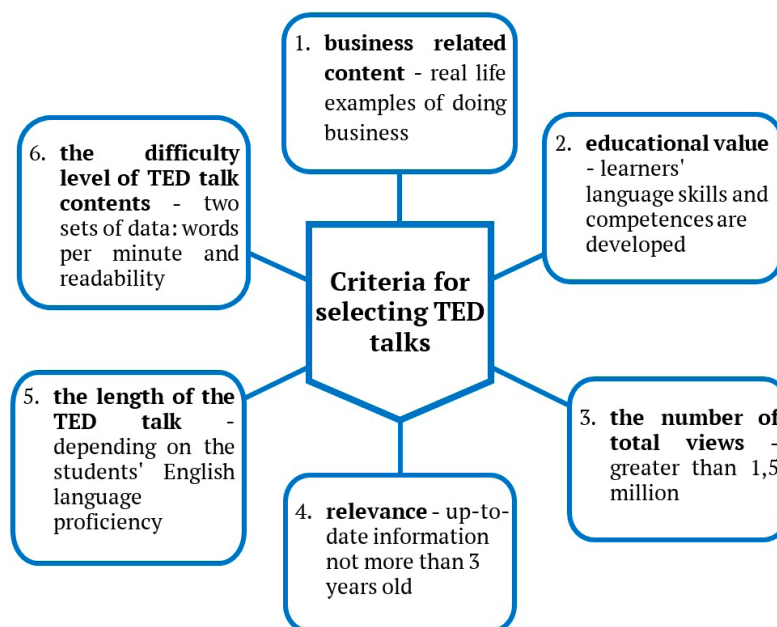 1. business related
content - real life
examples of doing
business
2. educational value
- learners'
language skills and
competences are
developed
3. the number of
total views -
greater than 1,5
million
4. relevance - up-to-
date information
not more than 3
years old
5. the length of the
TED talk -
depending on the
students' English
language
proficiency
6. the difficulty
level of TED talk
contents - two
sets of data: words
per minute and
readability
Criteria for
selecting TED
talks